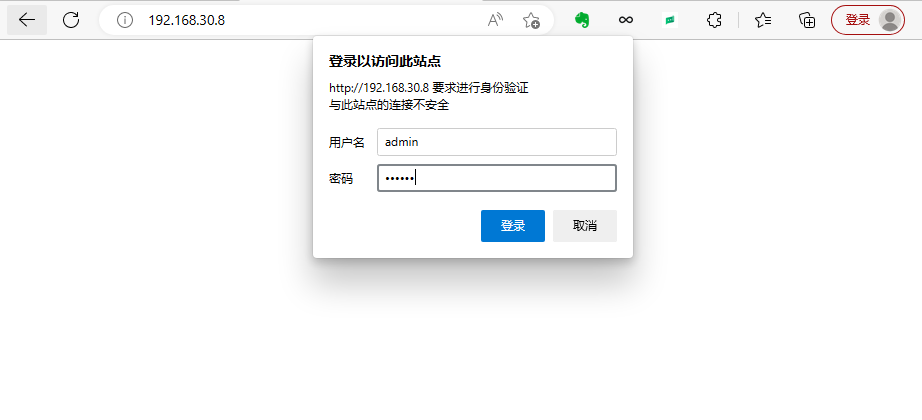 192.168.30.8
登录
登录以访问此站点
http://192.168.30.8 要求进行身份验证
与此站点的连接不安全
用户名 admin
密码 ••••••
登录 取消